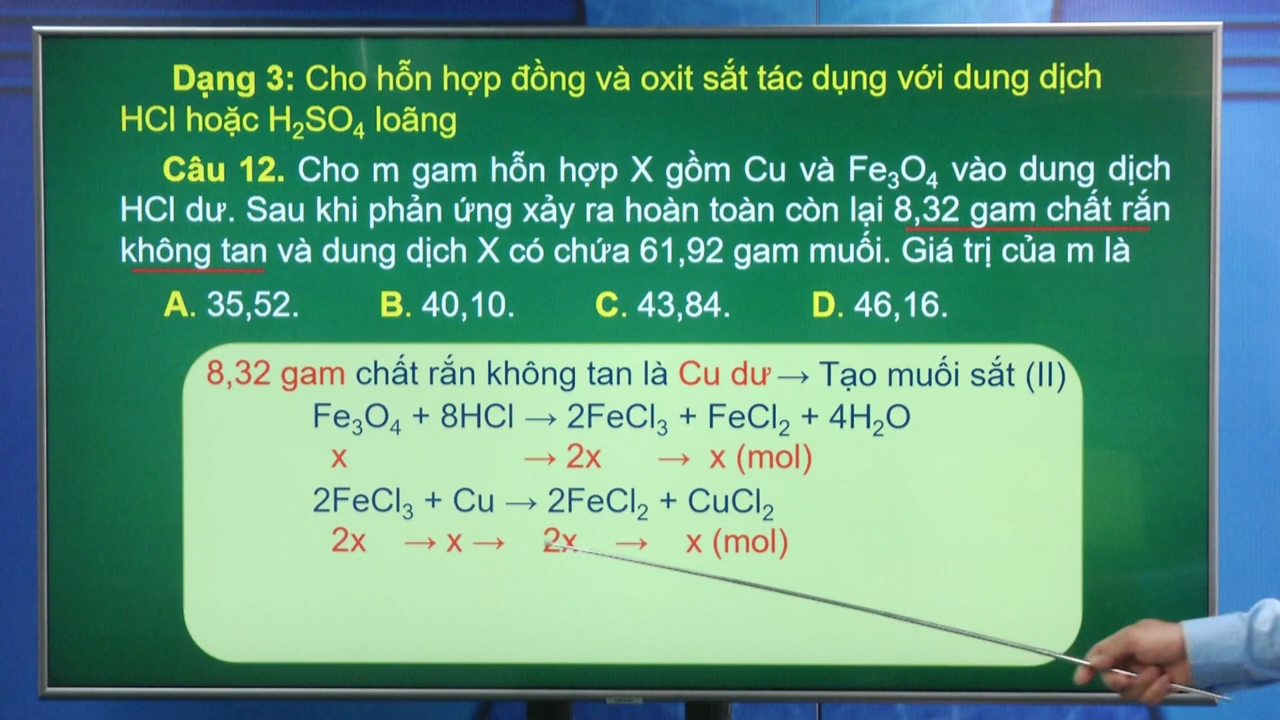 Dạng 3: Cho hỗn hợp đồng và oxit sắt tác dụng với dung dịch
HCl hoặc H₂SO₄ loãng
Câu 12. Cho m gam hỗn hợp X gồm Cu và Fe₃O₄ vào dung dịch
HCl dư. Sau khi phản ứng xảy ra hoàn toàn còn lại 8,32 gam chất rắn
không tan và dung dịch X có chứa 61,92 gam muối. Giá trị của m là
A. 35,52. B. 40,10. C. 43,84. D. 46,16.
8,32 gam chất rắn không tan là Cu dư → Tạo muối sắt (II)
Fe₃O₄ + 8HCl → 2FeCl₃ + FeCl₂ + 4H₂O
x → 2x → x (mol)
2FeCl₃ + Cu → 2FeCl₂ + CuCl₂
2x → x → 2x → x (mol)